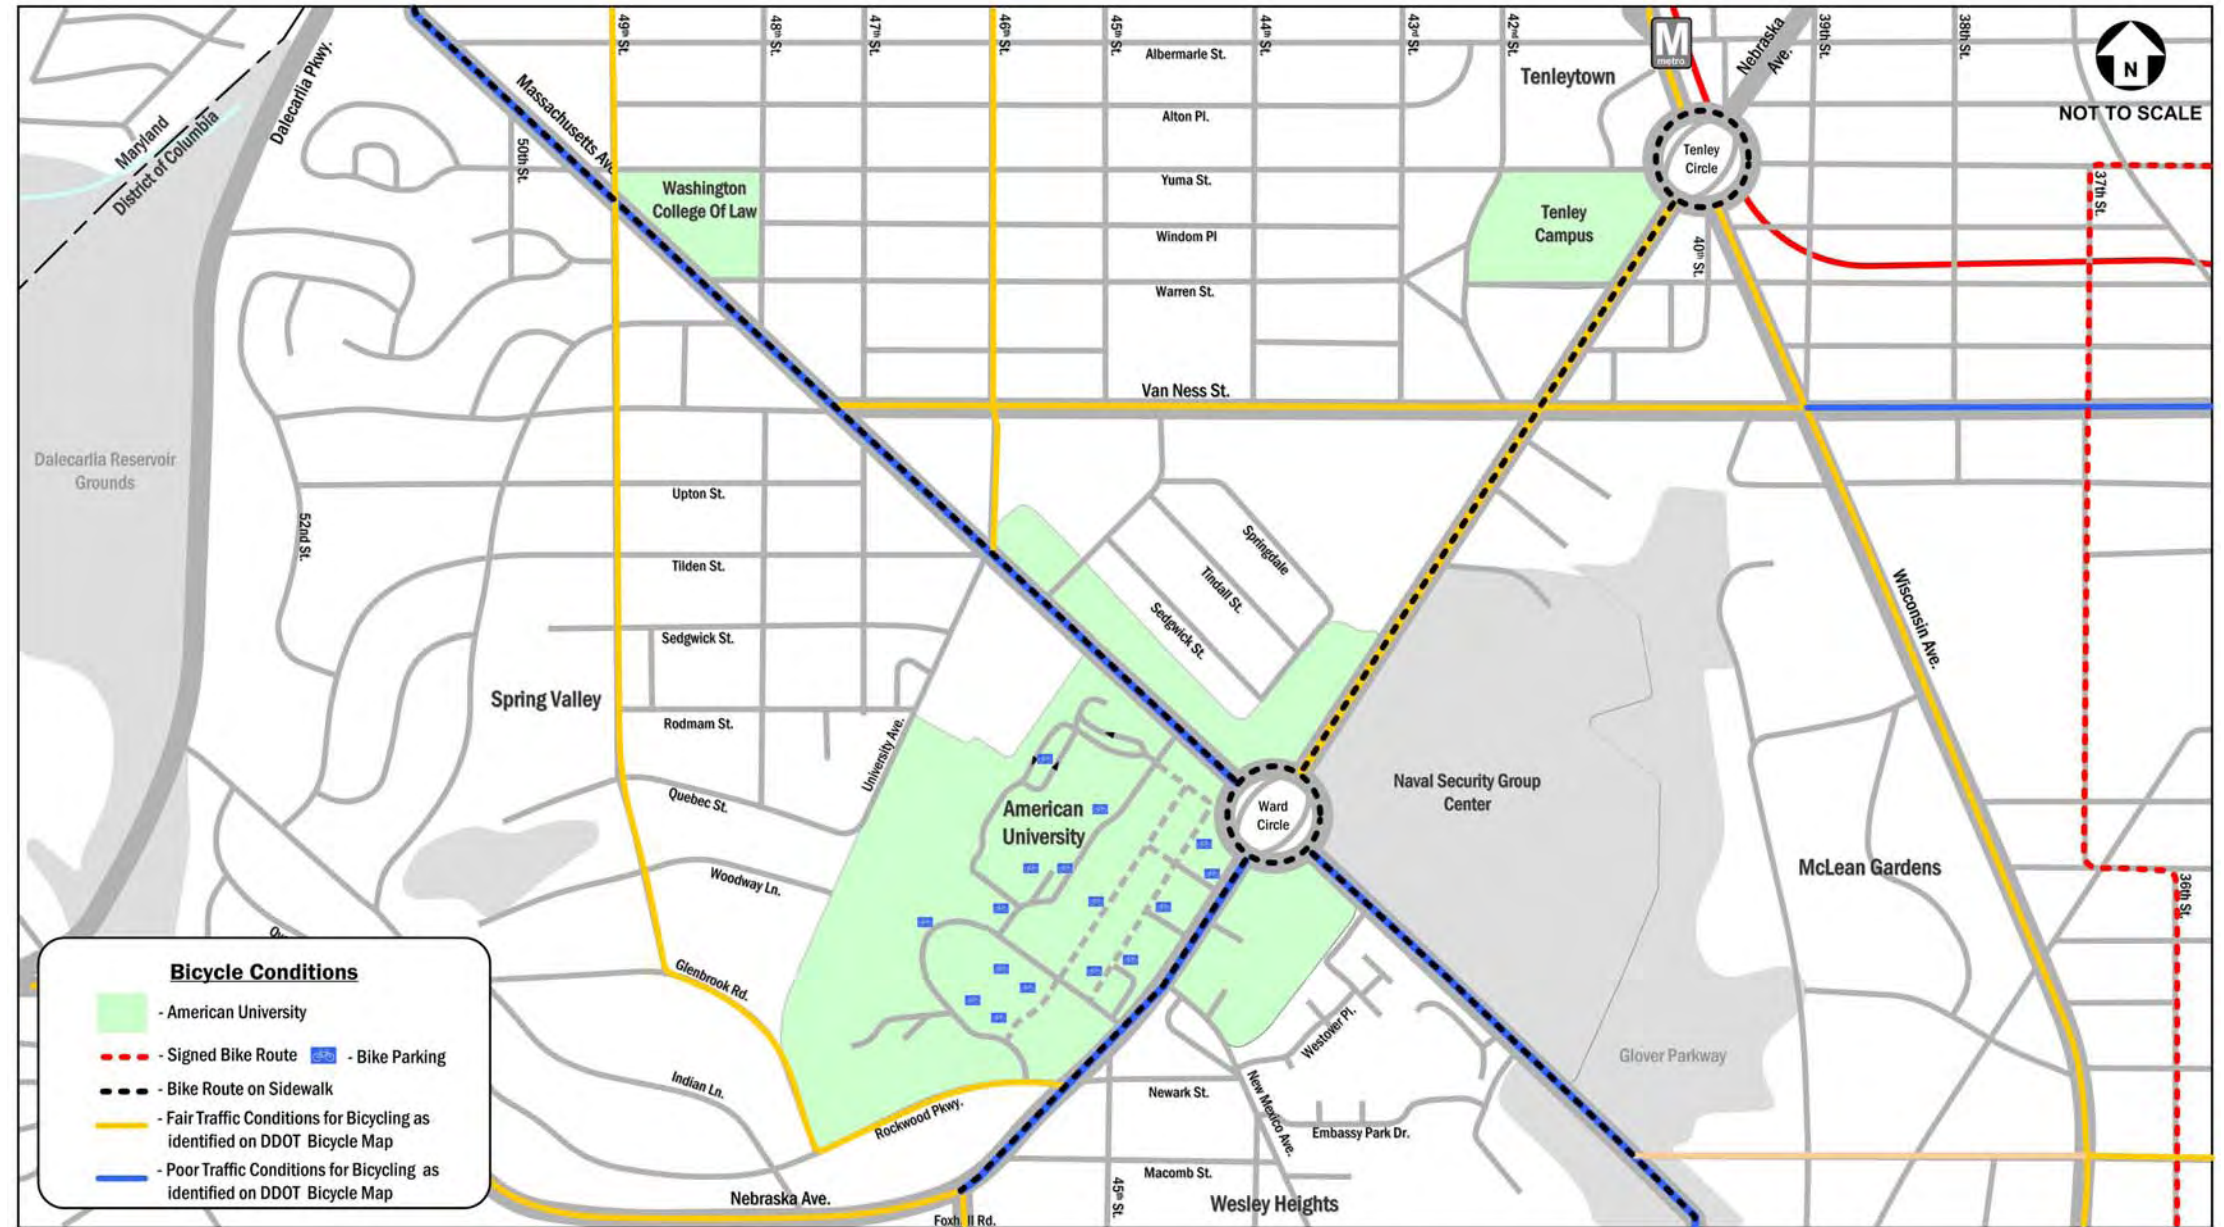 49th St.
48th St.
47th St.
46th St.
45th St.
44th St.
43rd St.
42nd St.
M
metro
Nebraska
Ave.
39th St.
38th St.
N
NOT TO SCALE
Dalecarlia Pkwy.
Maryland
District of Columbia
Massachusetts Ave
50th St.
Albermarle St.
Alton Pl.
Yuma St.
Windom Pl
Warren St.
Van Ness St.
Tenleytown
Tenley
Circle
Washington
College Of Law
Tenley
Campus
40th St.
37th St.
Dalecarlia Reservoir
Grounds
52nd St.
Upton St.
Tilden St.
Sedgwick St.
Rodmam St.
Spring Valley
Springdale
Tindall St.
Sedgwick St.
Wisconsin Ave.
University Ave.
Quebec St.
Woodway Ln.
American
University
Ward
Circle
Naval Security Group
Center
McLean Gardens
36th St.
Glenbrook Rd.
Indian Ln.
Rockwood Pkwy.
Westover Pl.
Glover Parkway
Newark St.
New Mexico Ave.
Embassy Park Dr.
Macomb St.
45th St.
Wesley Heights
Nebraska Ave.
Foxh ll Rd.
Bicycle Conditions
- American University
- Signed Bike Route - Bike Parking
- Bike Route on Sidewalk
- Fair Traffic Conditions for Bicycling as
identified on DDOT Bicycle Map
- Poor Traffic Conditions for Bicycling as
identified on DDOT Bicycle Map